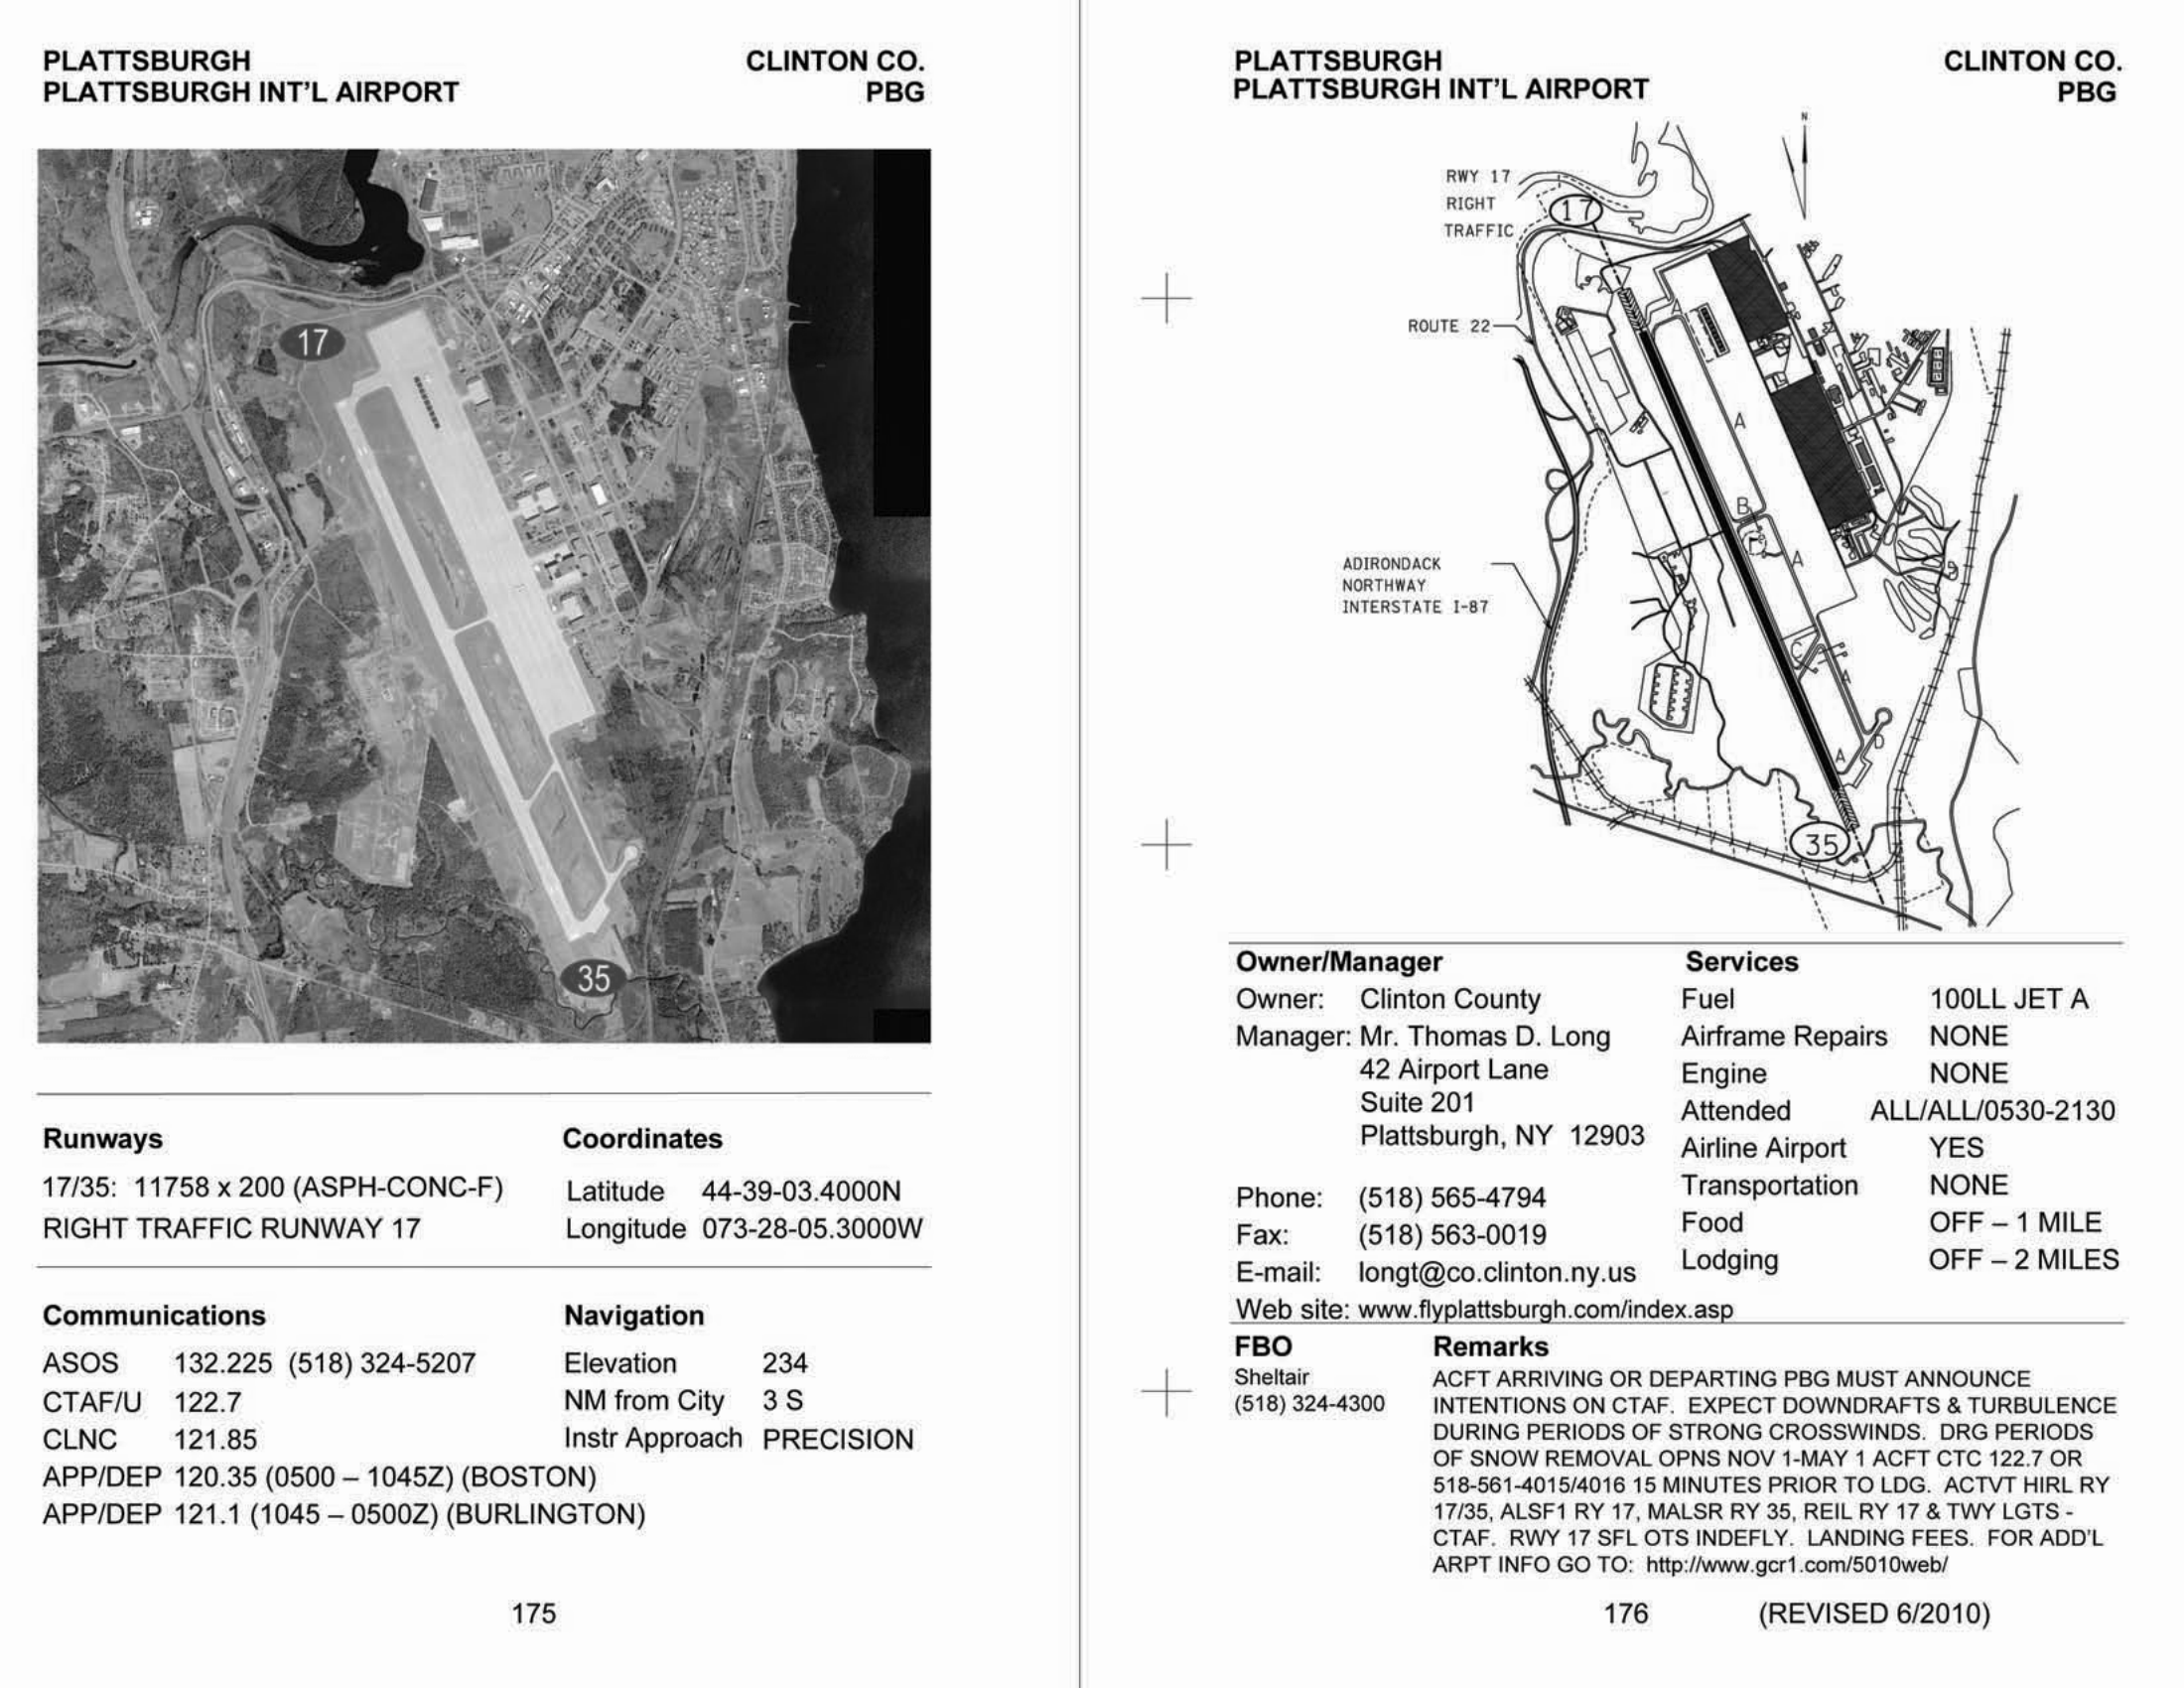 PLATTSBURGH CLINTON CO.
PLATTSBURGH INT'L AIRPORT PBG
17
35
Runways
17/35: 11758 x 200 (ASPH-CONC-F)
RIGHT TRAFFIC RUNWAY 17
Coordinates
Latitude 44-39-03.4000N
Longitude 073-28-05.3000W
Communications
ASOS 132.225 (518) 324-5207
CTAF/U 122.7
CLNC 121.85
APP/DEP 120.35 (0500 – 1045Z) (BOSTON)
APP/DEP 121.1 (1045 – 0500Z) (BURLINGTON)
Navigation
Elevation 234
NM from City 3 S
Instr Approach PRECISION
175
PLATTSBURGH CLINTON CO.
PLATTSBURGH INT'L AIRPORT PBG
N
RWY 17
RIGHT
TRAFFIC
17
ROUTE 22
A
A
B
A
ADIRONDACK
NORTHWAY
INTERSTATE I-87
C
A
D
A
35
Owner/Manager
Owner: Clinton County
Manager: Mr. Thomas D. Long
42 Airport Lane
Suite 201
Plattsburgh, NY 12903
Phone: (518) 565-4794
Fax: (518) 563-0019
E-mail: longt@co.clinton.ny.us
Web site: www.flyplattsburgh.com/index.asp
Services
Fuel 100LL JET A
Airframe Repairs NONE
Engine NONE
Attended ALL/ALL/0530-2130
Airline Airport YES
Transportation NONE
Food OFF – 1 MILE
Lodging OFF – 2 MILES
FBO
Sheltair
(518) 324-4300
Remarks
ACFT ARRIVING OR DEPARTING PBG MUST ANNOUNCE
INTENTIONS ON CTAF. EXPECT DOWNDRAFTS & TURBULENCE
DURING PERIODS OF STRONG CROSSWINDS. DRG PERIODS
OF SNOW REMOVAL OPNS NOV 1-MAY 1 ACFT CTC 122.7 OR
518-561-4015/4016 15 MINUTES PRIOR TO LDG. ACTVT HIRL RY
17/35, ALSF1 RY 17, MALSR RY 35, REIL RY 17 & TWY LGTS -
CTAF. RWY 17 SFL OTS INDEFLY. LANDING FEES. FOR ADD'L
ARPT INFO GO TO: http://www.gcr1.com/5010web/
176 (REVISED 6/2010)